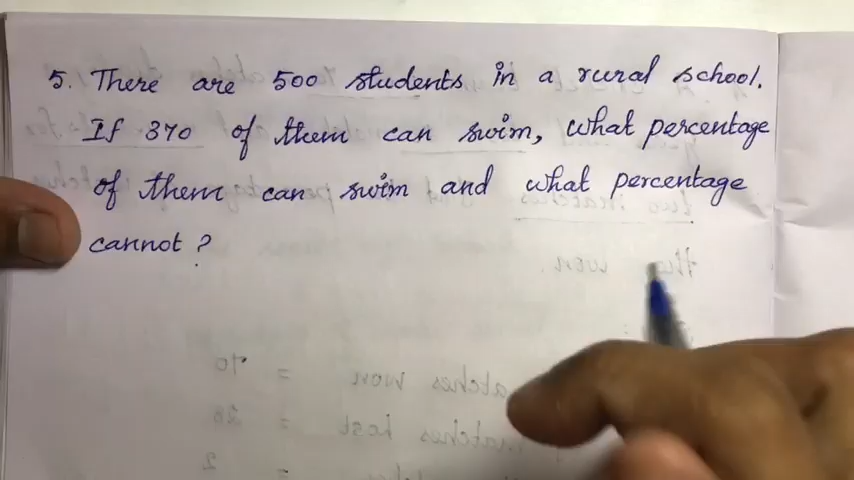 5. There are 500 students in a rural school.
If 370 of them can swim, what percentage
of them can swim and what percentage
cannot?